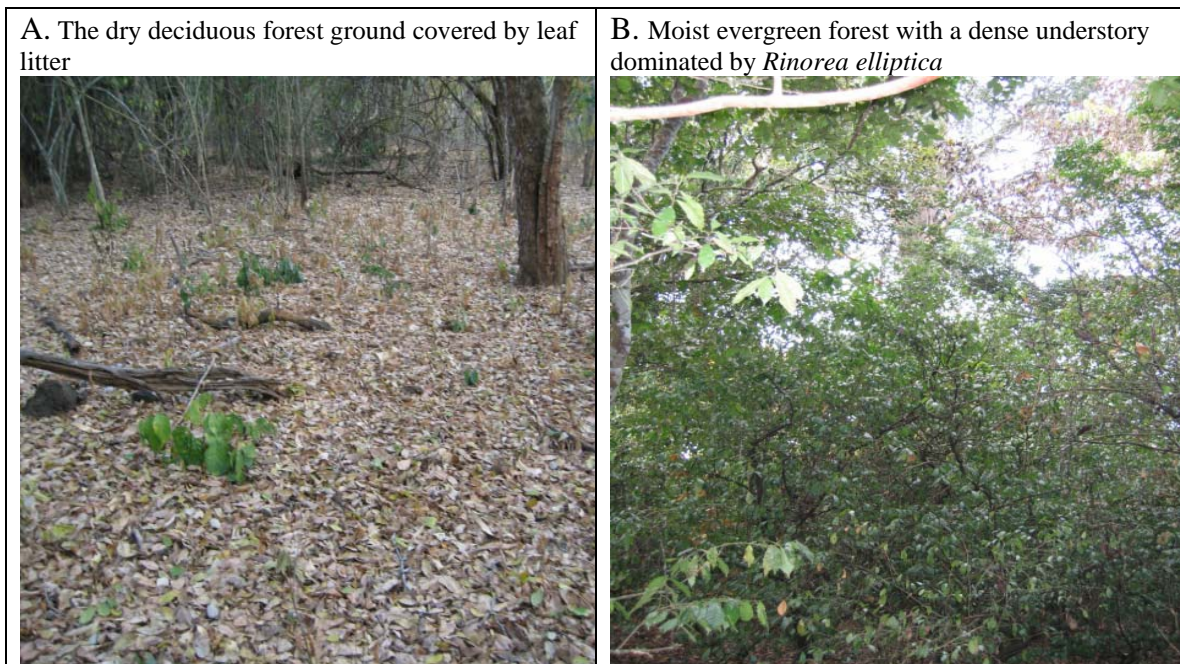 A. The dry deciduous forest ground covered by leaf
litter
B. Moist evergreen forest with a dense understory
dominated by Rinorea elliptica